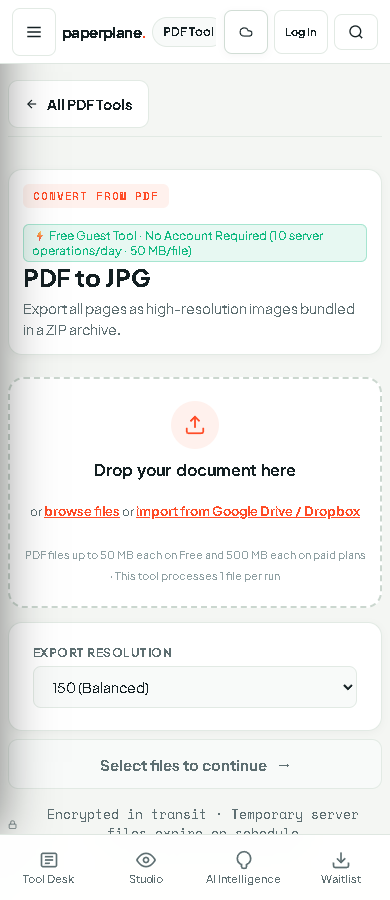 paperplane.
PDF Tool
Log In
All PDF Tools
CONVERT FROM PDF
Free Guest Tool · No Account Required (10 server
operations/day · 50 MB/file)
PDF to JPG
Export all pages as high-resolution images bundled
in a ZIP archive.
Drop your document here
or browse files or import from Google Drive / Dropbox
PDF files up to 50 MB each on Free and 500 MB each on paid plans
· This tool processes 1 file per run
EXPORT RESOLUTION
150 (Balanced)
Select files to continue →
Encrypted in transit · Temporary server
files expire on schedule
Tool Desk
Studio
AI Intelligence
Waitlist